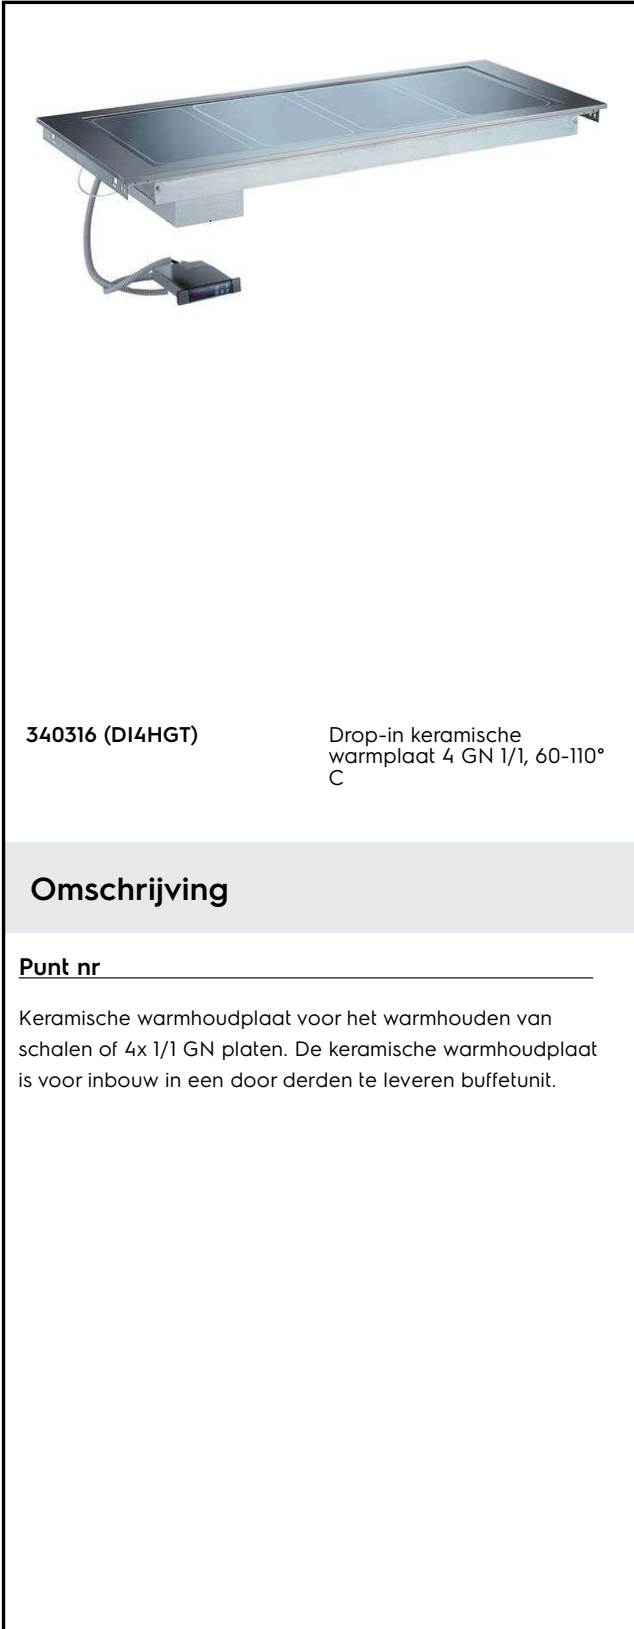 340316 (DI4HGT)
Drop-in keramische
warmplaat 4 GN 1/1, 60-110°
C
Omschrijving
Punt nr
Keramische warmhoudplaat voor het warmhouden van
schalen of 4x 1/1 GN platen. De keramische warmhoudplaat
is voor inbouw in een door derden te leveren buffetunit.